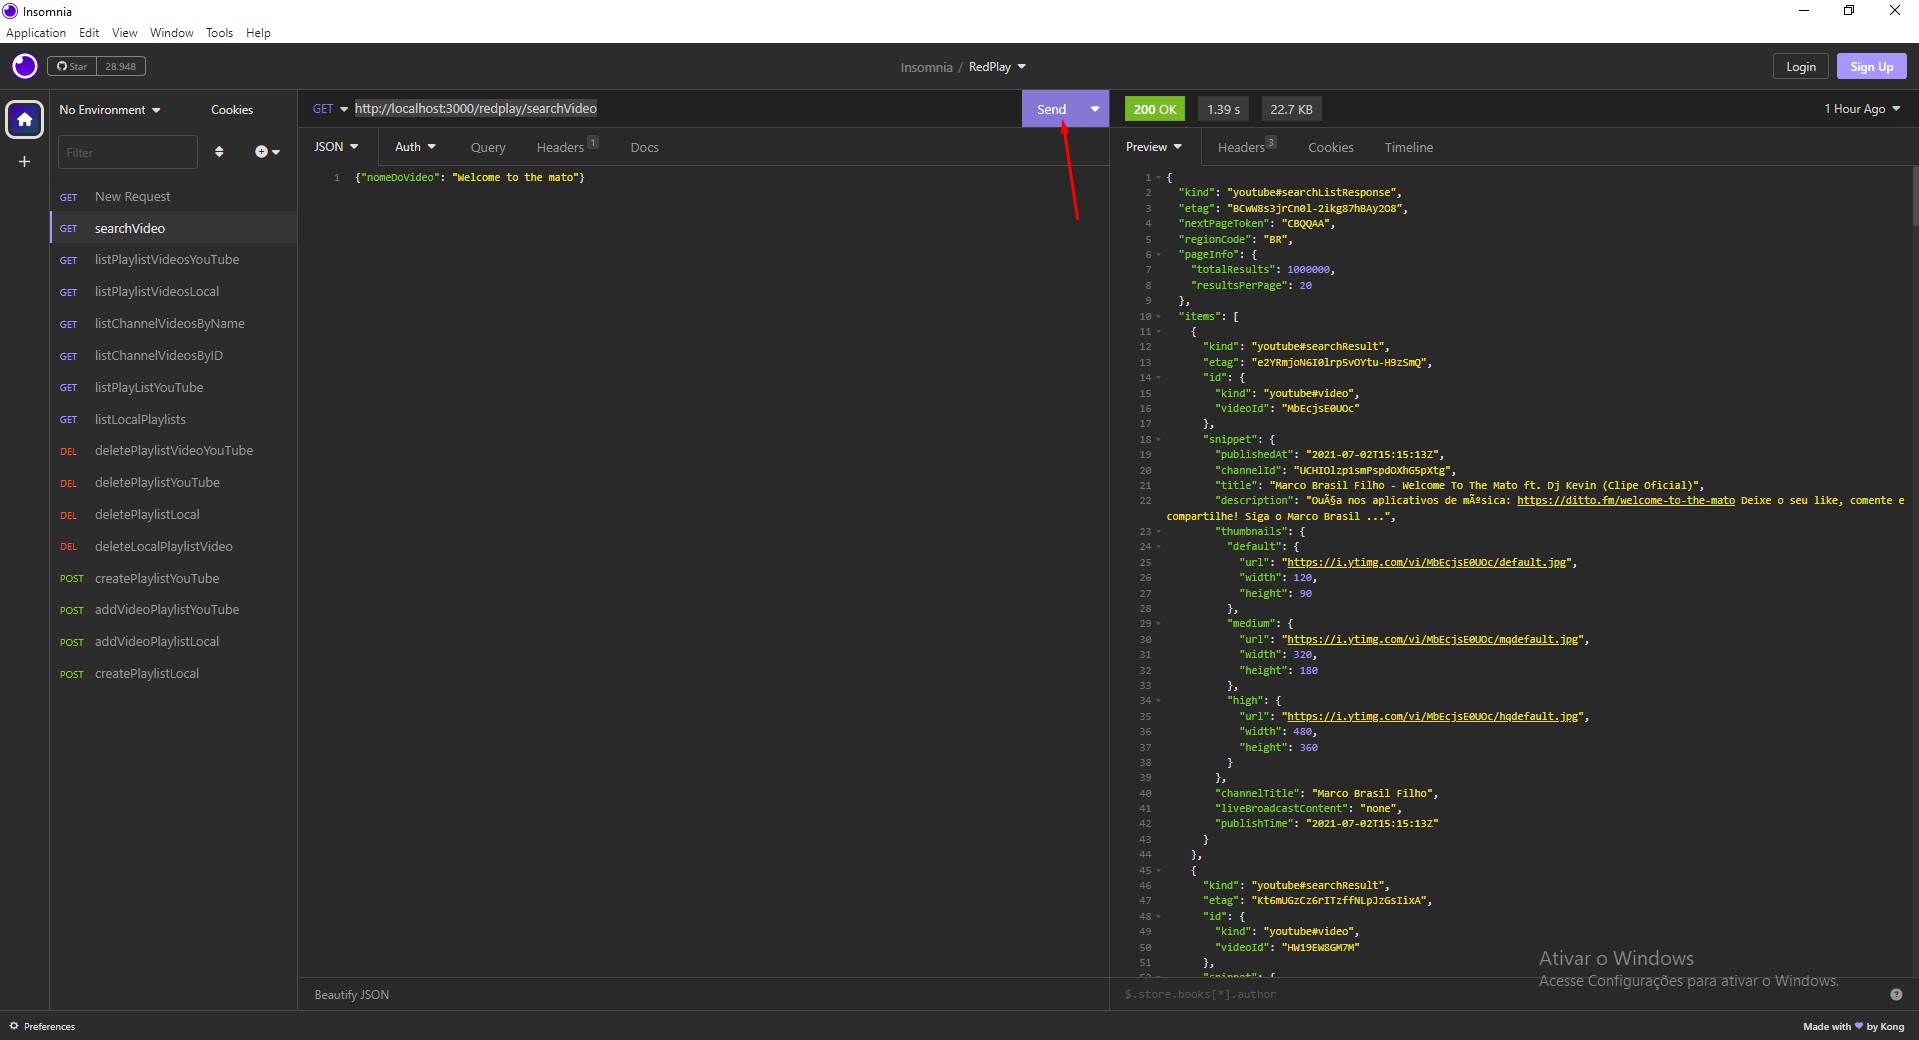 Insomnia
Application Edit View Window Tools Help
Star 28.948
Insomnia / RedPlay
Login Sign Up
No Environment Cookies
Filter
GET New Request
GET searchVideo
GET listPlaylistVideosYouTube
GET listPlaylistVideosLocal
GET listChannelVideosByName
GET listChannelVideosByID
GET listPlayListYouTube
GET listLocalPlaylists
DEL deletePlaylistVideoYouTube
DEL deletePlaylistYouTube
DEL deletePlaylistLocal
DEL deleteLocalPlaylistVideo
POST createPlaylistYouTube
POST addVideoPlaylistYouTube
POST addVideoPlaylistLocal
POST createPlaylistLocal
GET http://localhost:3000/redplay/searchVideo Send
JSON Auth Query Headers 1 Docs
1 {"nomeDoVideo": "Welcome to the mato"}
Beautify JSON
200 OK 1.39 s 22.7 KB 1 Hour Ago
Preview Headers 3 Cookies Timeline
1 {
2 "kind": "youtube#searchListResponse",
3 "etag": "BCwW8s3jrCn0l-2ikg87hBAy2O8",
4 "nextPageToken": "CBQQAA",
5 "regionCode": "BR",
6 "pageInfo": {
7 "totalResults": 1000000,
8 "resultsPerPage": 20
9 },
10 "items": [
11 {
12 "kind": "youtube#searchResult",
13 "etag": "e2YRmjoN6I0lrpSvOYtu-H9zSmQ",
14 "id": {
15 "kind": "youtube#video",
16 "videoId": "MbEcjsE0UOc"
17 },
18 "snippet": {
19 "publishedAt": "2021-07-02T15:15:13Z",
20 "channelId": "UCHIOlzp1smPspdOXhG5pXtg",
21 "title": "Marco Brasil Filho - Welcome To The Mato ft. Dj Kevin (Clipe Oficial)",
22 "description": "OuÃ§a nos aplicativos de mÃºsica: https://ditto.fm/welcome-to-the-mato Deixe o seu like, comente e
compartilhe! Siga o Marco Brasil ...",
23 "thumbnails": {
24 "default": {
25 "url": "https://i.ytimg.com/vi/MbEcjsE0UOc/default.jpg",
26 "width": 120,
27 "height": 90
28 },
29 "medium": {
30 "url": "https://i.ytimg.com/vi/MbEcjsE0UOc/mqdefault.jpg",
31 "width": 320,
32 "height": 180
33 },
34 "high": {
35 "url": "https://i.ytimg.com/vi/MbEcjsE0UOc/hqdefault.jpg",
36 "width": 480,
37 "height": 360
38 }
39 },
40 "channelTitle": "Marco Brasil Filho",
41 "liveBroadcastContent": "none",
42 "publishTime": "2021-07-02T15:15:13Z"
43 }
44 },
45 {
46 "kind": "youtube#searchResult",
47 "etag": "Kt6mUGzCz6rITzffNLpJzGsIixA",
48 "id": {
49 "kind": "youtube#video",
50 "videoId": "HW19EW8GM7M"
51 },
$.store.books[*].author
Ativar o Windows
Acesse Configurações para ativar o Windows.
Preferences
Made with ♥ by Kong